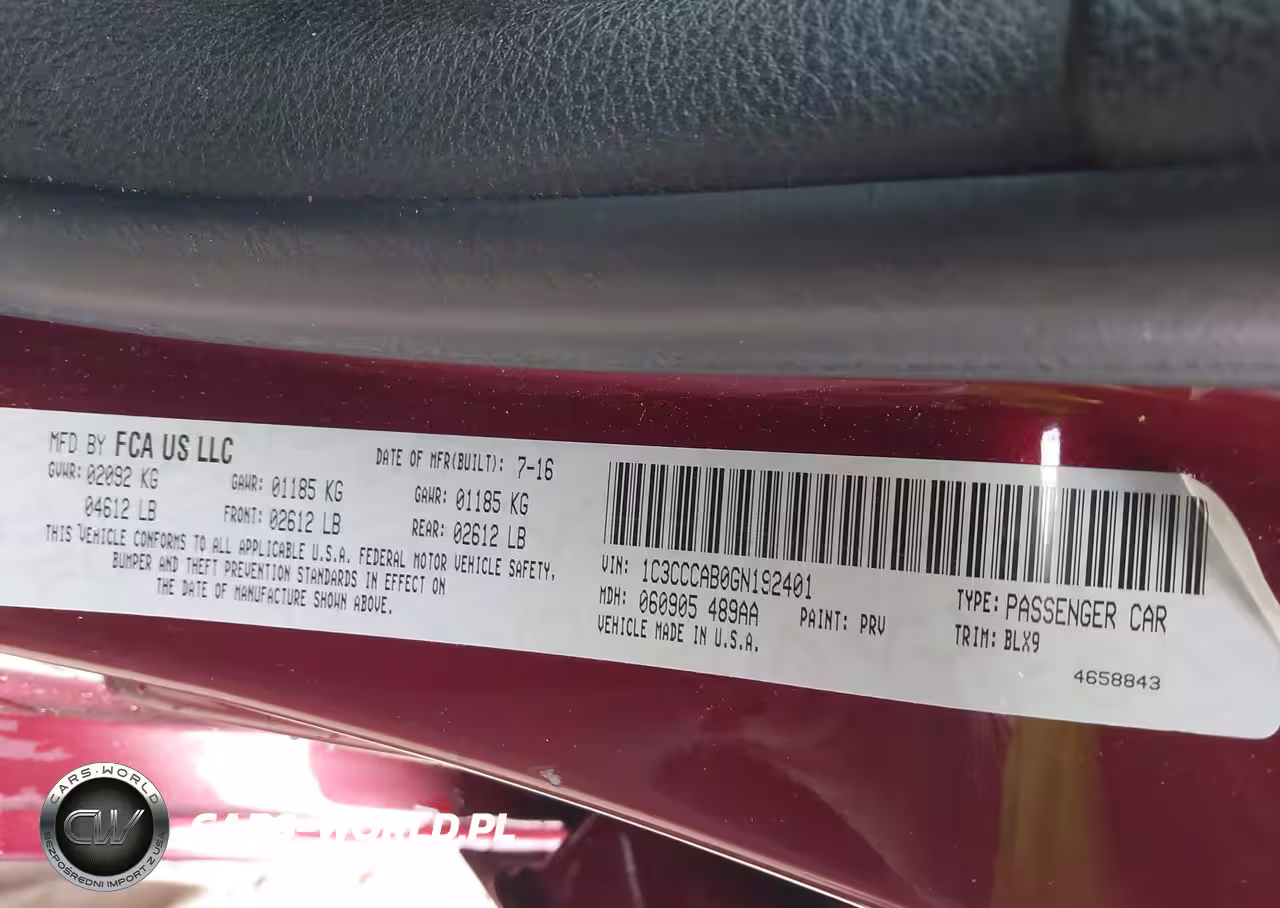 MFD BY FCA US LLC
DATE OF MFR(BUILT): 7-16
GVWR: 02092 KG
GAWR: 01185 KG
GAWR: 01185 KG
04612 LB
FRONT: 02612 LB
REAR: 02612 LB
THIS VEHICLE CONFORMS TO ALL APPLICABLE U.S.A. FEDERAL MOTOR VEHICLE SAFETY,
BUMPER AND THEFT PREVENTION STANDARDS IN EFFECT ON
THE DATE OF MANUFACTURE SHOWN ABOVE.
VIN: 1C3CCCAB0GN192401
TYPE: PASSENGER CAR
MDH: 060905 489AA
PAINT: PRV
TRIM: BLX9
VEHICLE MADE IN U.S.A.
4658843
CARS-WORLD
CW
BEZPOŚREDNI IMPORT Z USA
CARS-WORLD.PL